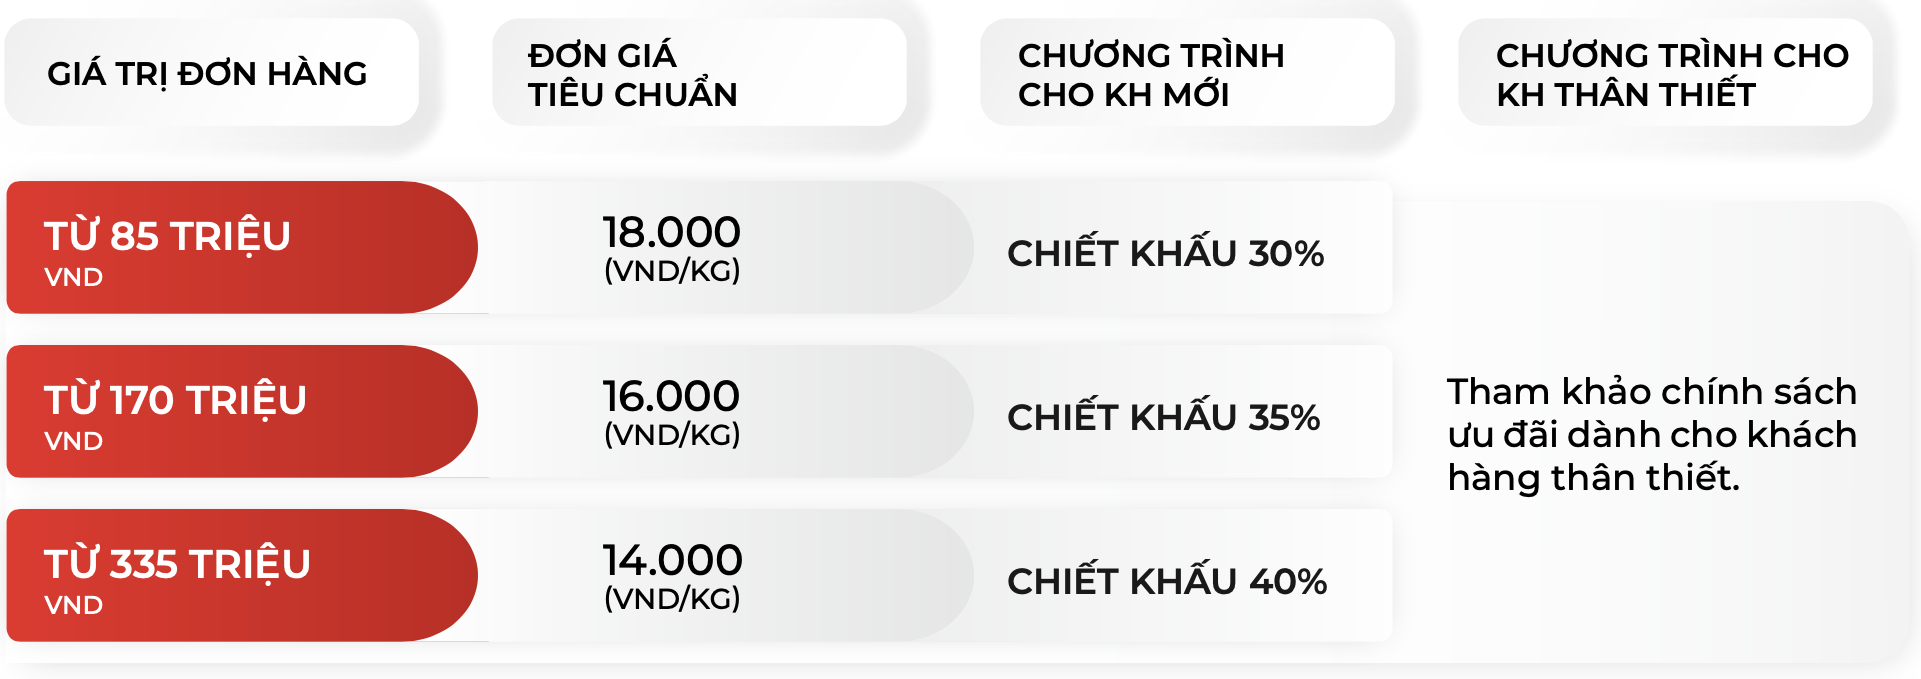 GIÁ TRỊ ĐƠN HÀNG
ĐƠN GIÁ
TIÊU CHUẨN
CHƯƠNG TRÌNH
CHO KH MỚI
CHƯƠNG TRÌNH CHO
KH THÂN THIẾT
TỪ 85 TRIỆU
VND
18.000
(VND/KG)
CHIẾT KHẤU 30%
TỪ 170 TRIỆU
VND
16.000
(VND/KG)
CHIẾT KHẤU 35%
TỪ 335 TRIỆU
VND
14.000
(VND/KG)
CHIẾT KHẤU 40%
Tham khảo chính sách
ưu đãi dành cho khách
hàng thân thiết.